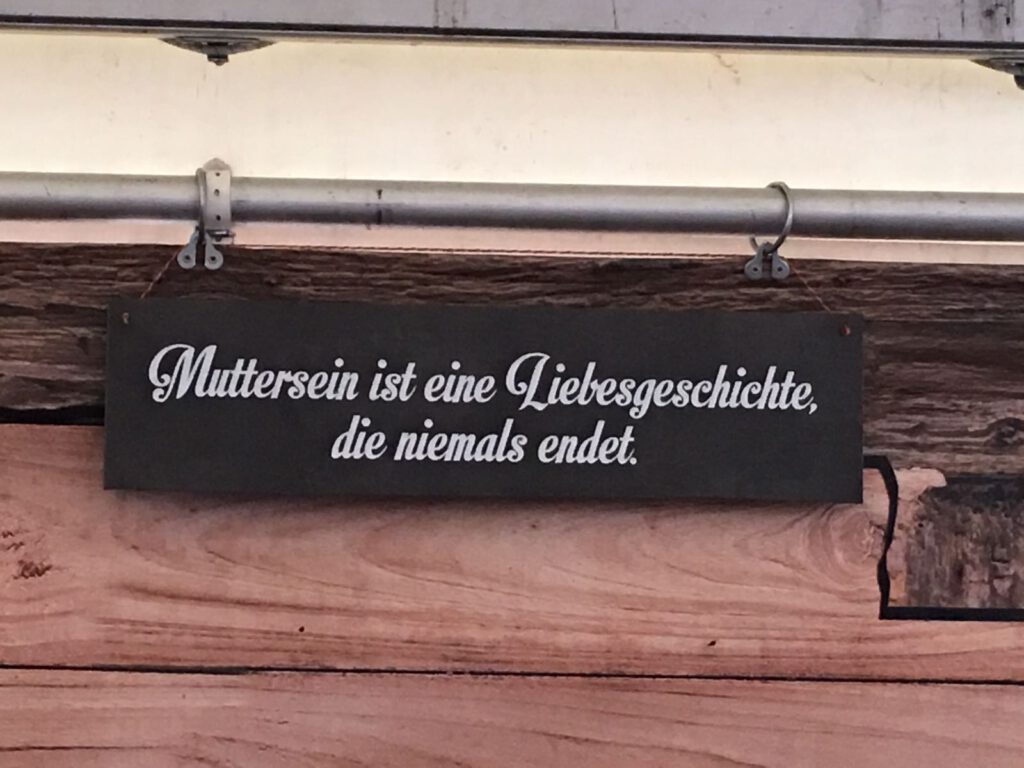 Muttersein ist eine Liebesgeschichte,
die niemals endet.